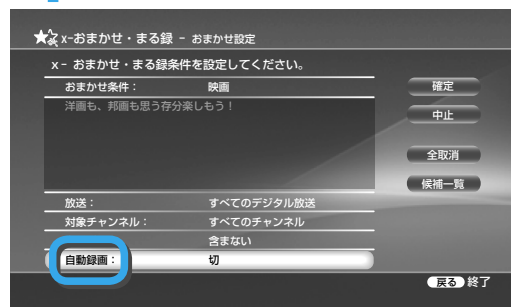 x-おまかせ・まる録 - おまかせ設定
x- おまかせ・まる録条件を設定してください。
おまかせ条件： 映画
洋画も、邦画も思う存分楽しもう！
放送： すべてのデジタル放送
対象チャンネル： すべてのチャンネル
含まない
自動録画： 切
確定
中止
全取消
候補一覧
戻る 終了